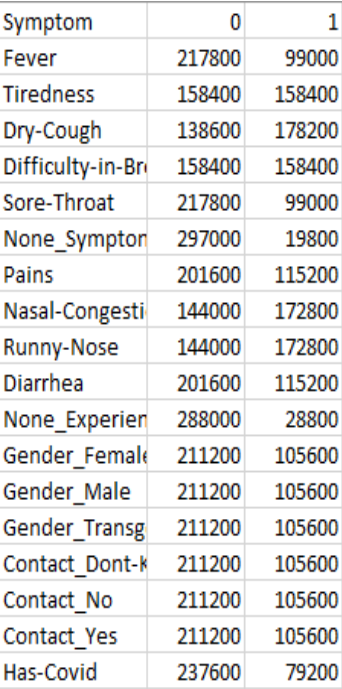 Symptom 0 1
Fever 217800 99000
Tiredness 158400 158400
Dry-Cough 138600 178200
Difficulty-in-Br 158400 158400
Sore-Throat 217800 99000
None_Sympton 297000 19800
Pains 201600 115200
Nasal-Congesti 144000 172800
Runny-Nose 144000 172800
Diarrhea 201600 115200
None_Experien 288000 28800
Gender_Female 211200 105600
Gender_Male 211200 105600
Gender_Transg 211200 105600
Contact_Dont-K 211200 105600
Contact_No 211200 105600
Contact_Yes 211200 105600
Has-Covid 237600 79200